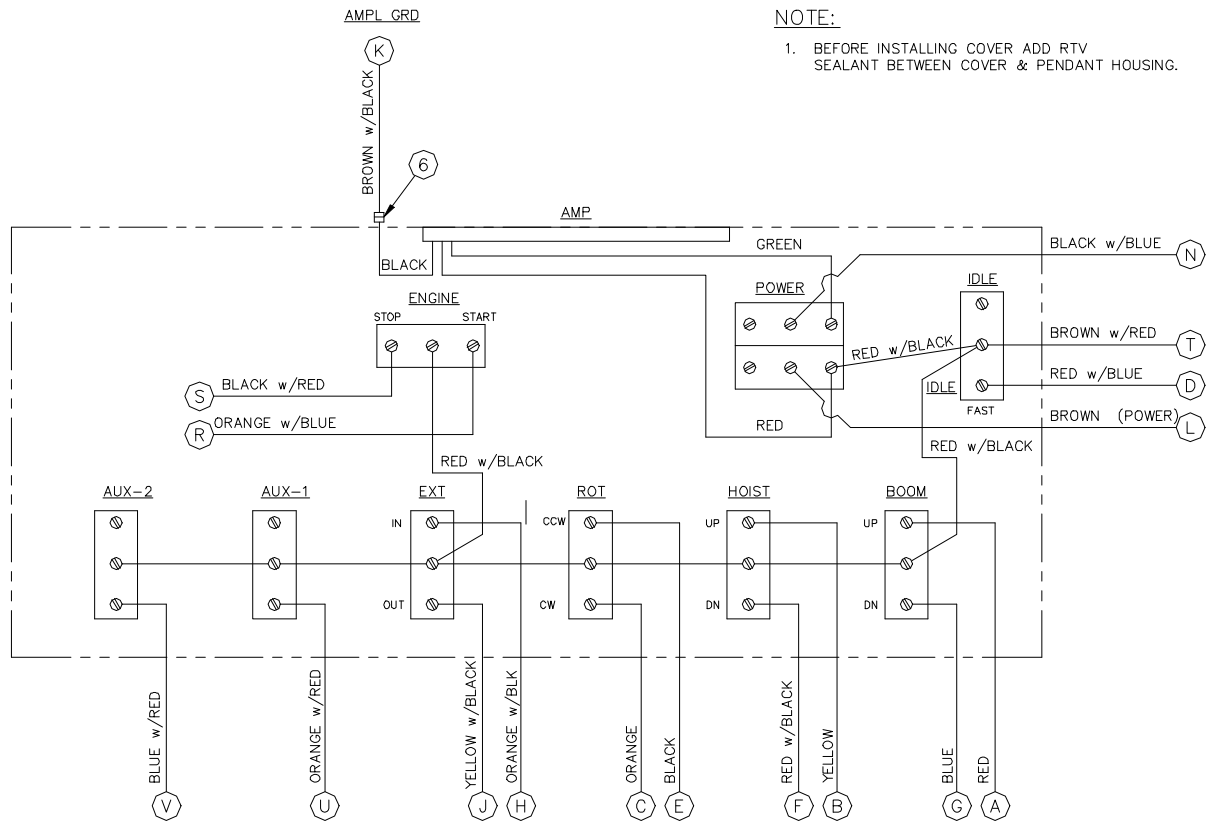 AMPL GRD
NOTE:
K
1. BEFORE INSTALLING COVER ADD RTV
SEALANT BETWEEN COVER & PENDANT HOUSING.
BROWN w/BLACK
6
AMP
BLACK
GREEN
BLACK w/BLUE
N
ENGINE
STOP
START
POWER
IDLE
RED w/BLACK
BROWN w/RED
T
S
BLACK w/RED
IDLE
RED w/BLUE
D
R
ORANGE w/BLUE
FAST
RED
BROWN (POWER)
L
RED w/BLACK
RED w/BLACK
AUX-2
AUX-1
EXT
ROT
HOIST
BOOM
IN
CCW
UP
UP
OUT
CW
DN
DN
BLUE w/RED
ORANGE w/RED
YELLOW w/BLACK
ORANGE w/BLK
ORANGE
BLACK
RED w/BLACK
YELLOW
BLUE
RED
V
U
J
H
C
E
F
B
G
A